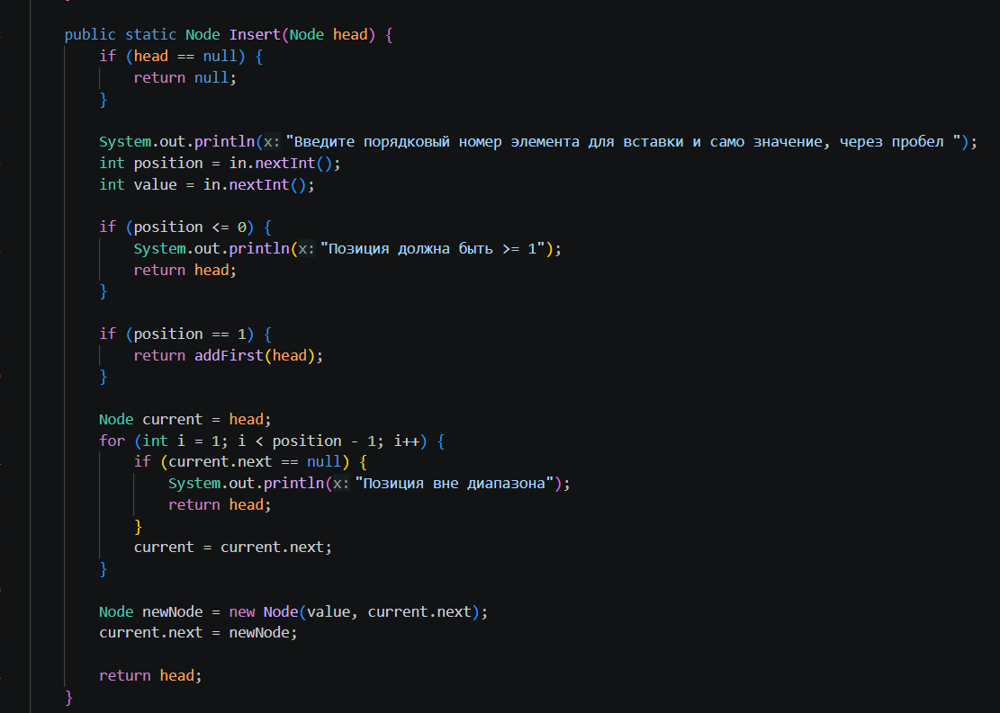 public static Node Insert(Node head) {
if (head == null) {
return null;
}
System.out.println(x: "Введите порядковый номер элемента для вставки и само значение, через пробел ");
int position = in.nextInt();
int value = in.nextInt();
if (position <= 0) {
System.out.println(x: "Позиция должна быть >= 1");
return head;
}
if (position == 1) {
return addFirst(head);
}
Node current = head;
for (int i = 1; i < position - 1; i++) {
if (current.next == null) {
System.out.println(x: "Позиция вне диапазона");
return head;
}
current = current.next;
}
Node newNode = new Node(value, current.next);
current.next = newNode;
return head;
}